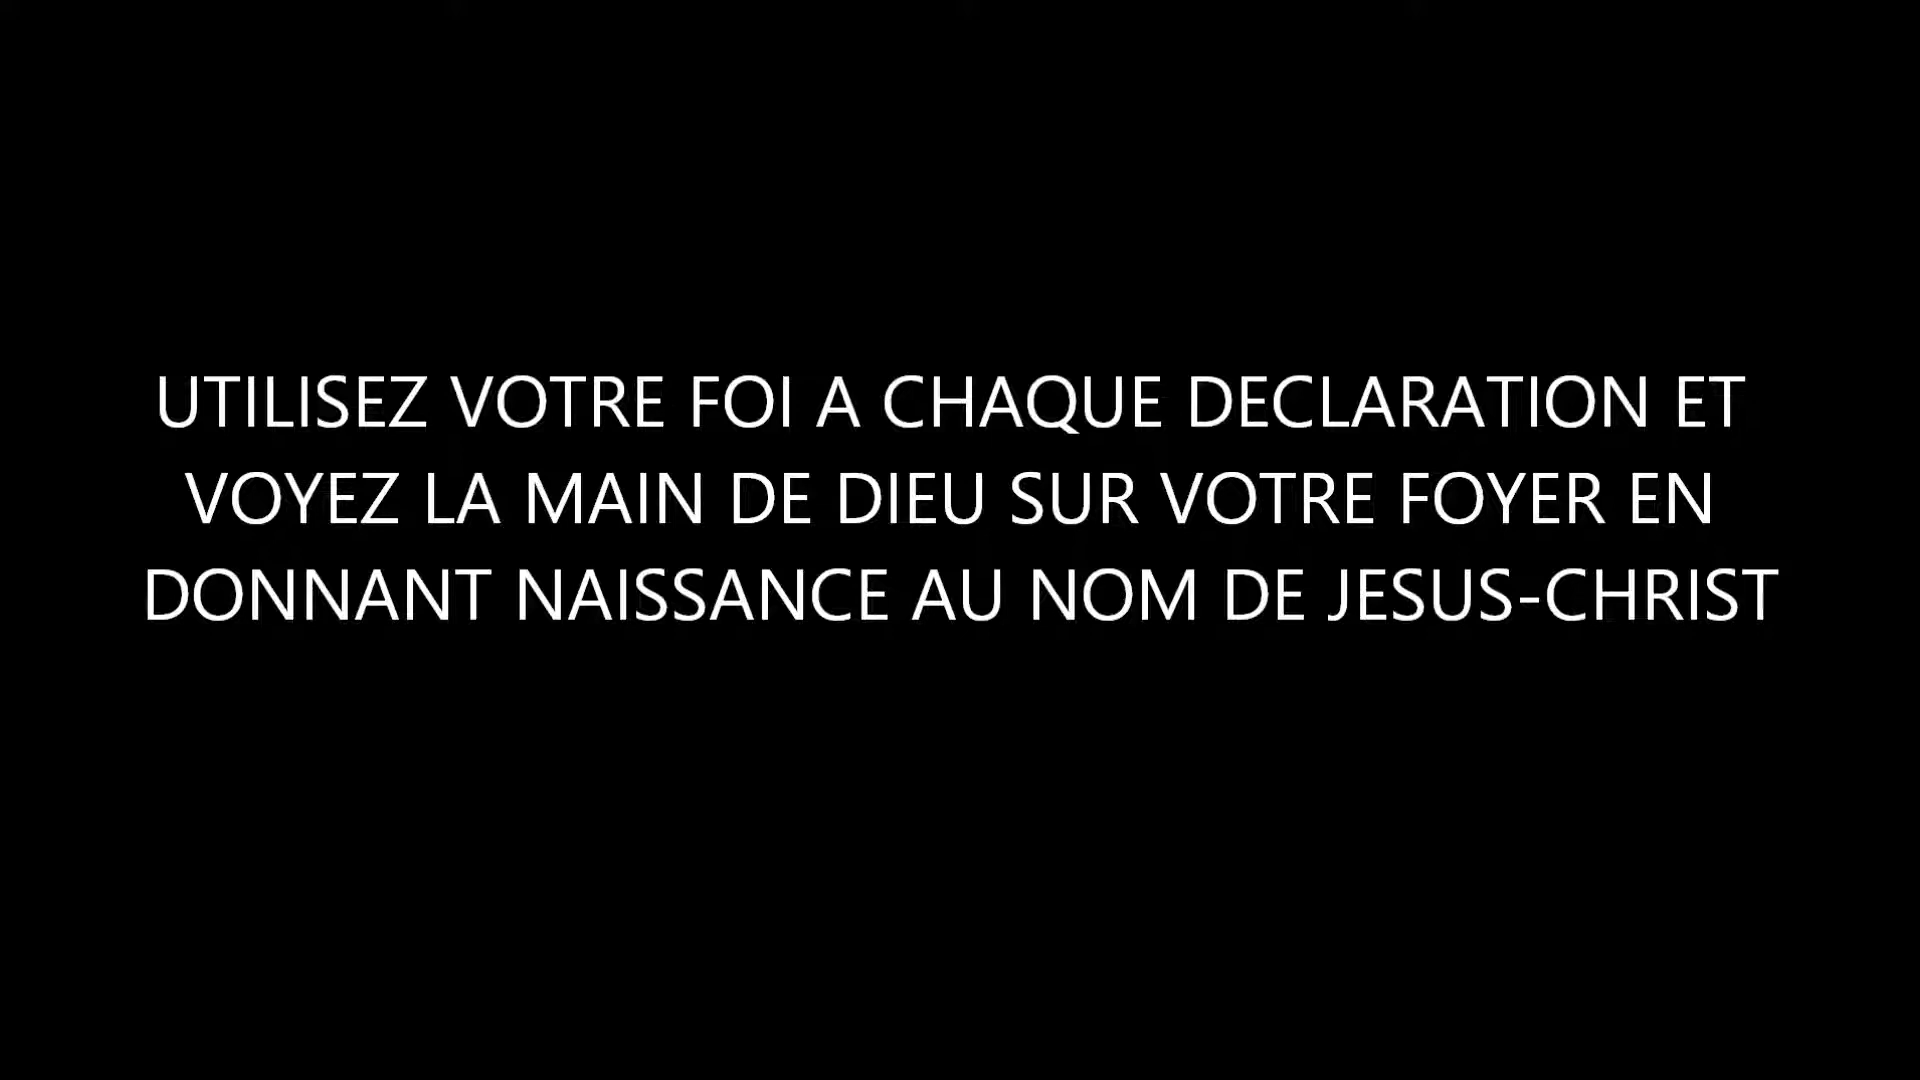 UTILISEZ VOTRE FOI A CHAQUE DECLARATION ET
VOYEZ LA MAIN DE DIEU SUR VOTRE FOYER EN
DONNANT NAISSANCE AU NOM DE JESUS-CHRIST